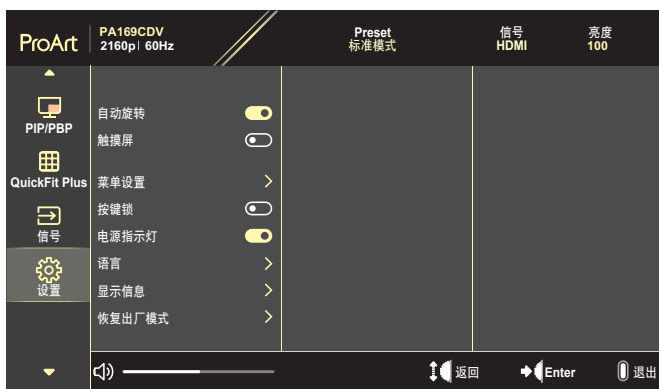 ProArt
PA169CDV
2160p| 60Hz
Preset
标准模式
信号
HDMI
亮度
100
PIP/PBP
QuickFit Plus
信号
设置
自动旋转
触摸屏
菜单设置
按键锁
电源指示灯
语言
显示信息
恢复出厂模式
返回
Enter
退出